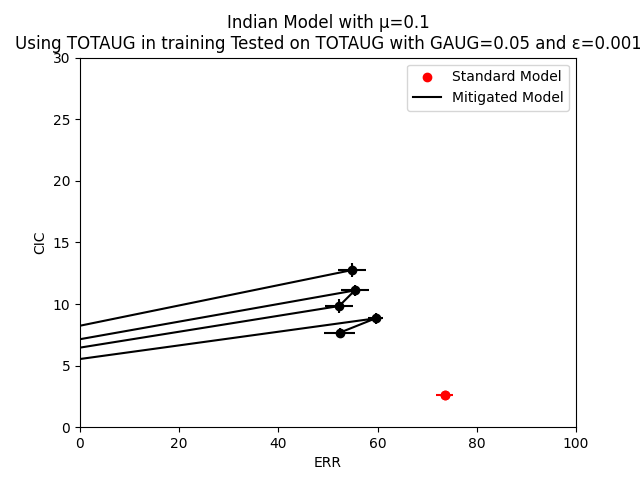 Indian Model with μ=0.1
Using TOTAUG in training Tested on TOTAUG with GAUG=0.05 and ε=0.001
Standard Model
Mitigated Model
30
25
20
15
10
5
0
CIC
0 20 40 60 80 100
ERR